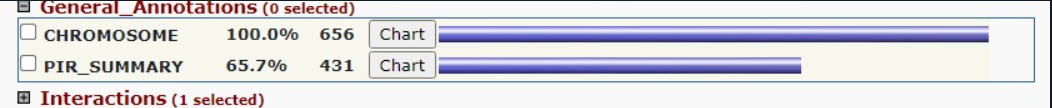 General_Annotations (0 selected)
CHROMOSOME 100.0% 656 Chart
PIR_SUMMARY 65.7% 431 Chart
Interactions (1 selected)